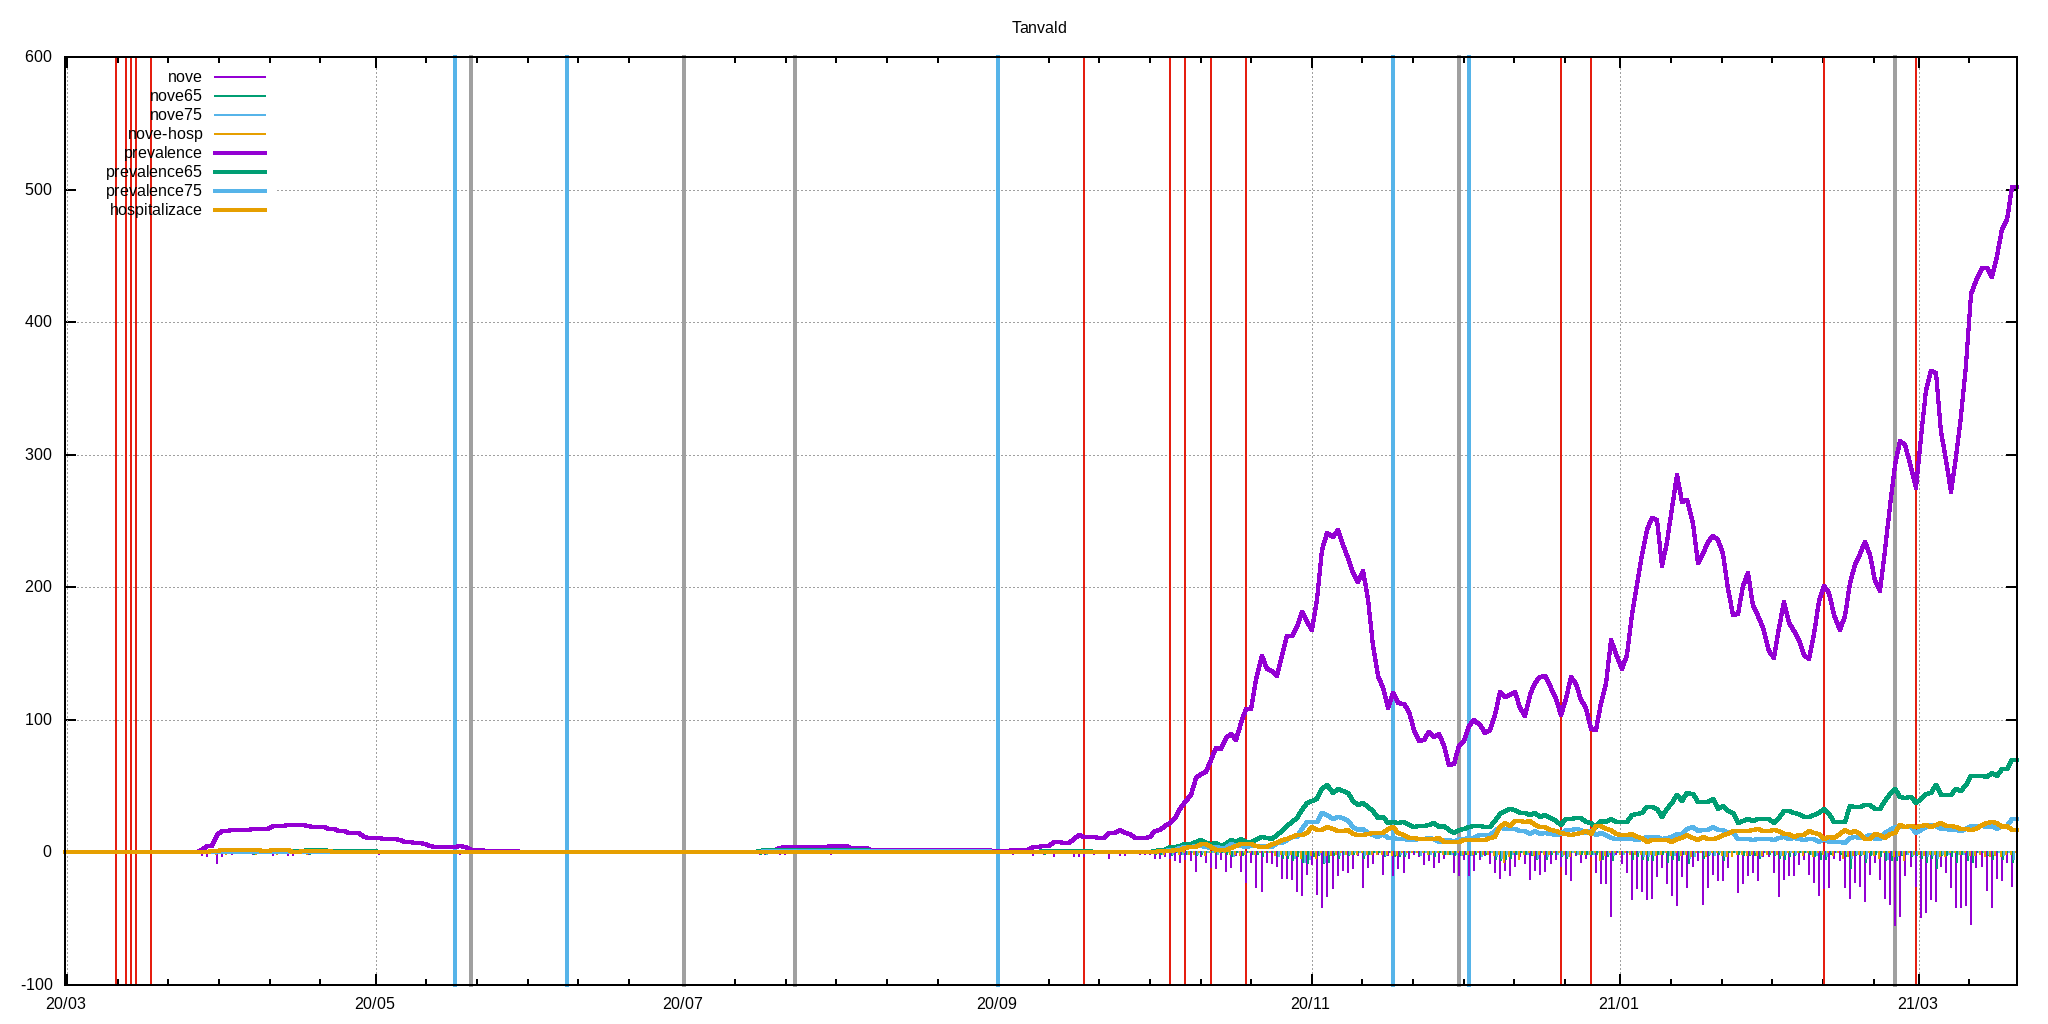 Tanvald
600
nove
nove65
nove75
nove-hosp
prevalence
prevalence65
500
prevalence75
hospitalizace
400
300
200
100
0
-100
20/03 20/05 20/07 20/09 20/11 21/01 21/03